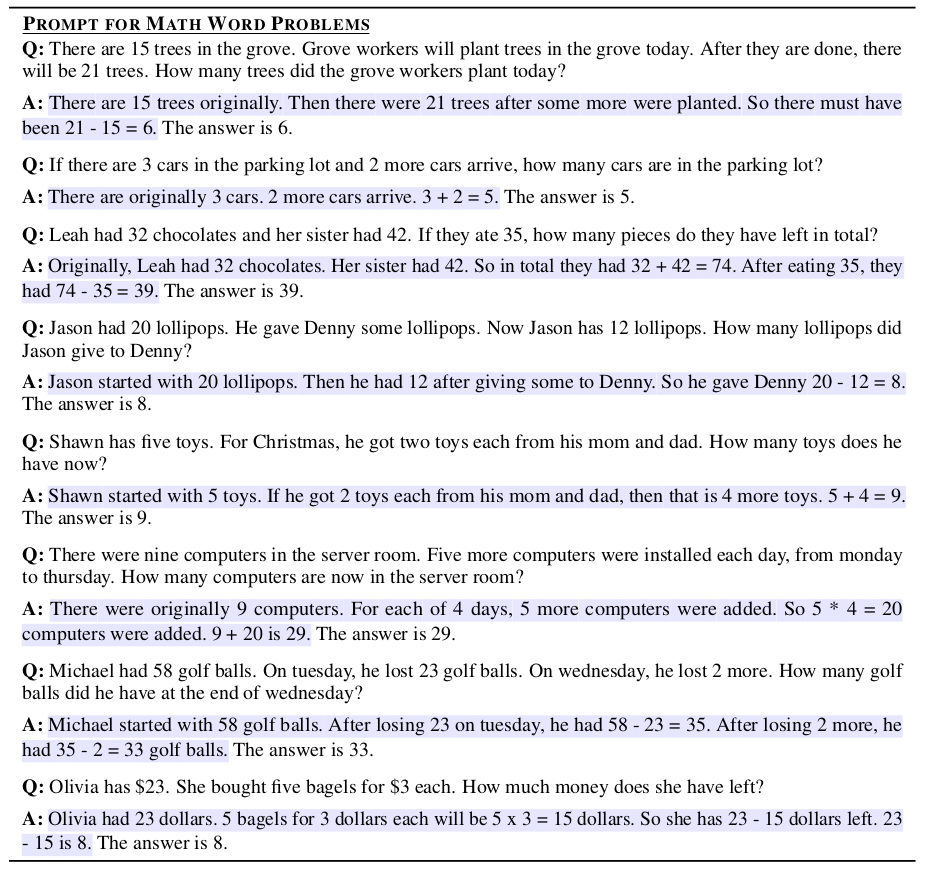 PROMPT FOR MATH WORD PROBLEMS
Q: There are 15 trees in the grove. Grove workers will plant trees in the grove today. After they are done, there
will be 21 trees. How many trees did the grove workers plant today?
A: There are 15 trees originally. Then there were 21 trees after some more were planted. So there must have
been 21 - 15 = 6. The answer is 6.
Q: If there are 3 cars in the parking lot and 2 more cars arrive, how many cars are in the parking lot?
A: There are originally 3 cars. 2 more cars arrive. 3 + 2 = 5. The answer is 5.
Q: Leah had 32 chocolates and her sister had 42. If they ate 35, how many pieces do they have left in total?
A: Originally, Leah had 32 chocolates. Her sister had 42. So in total they had 32 + 42 = 74. After eating 35, they
had 74 - 35 = 39. The answer is 39.
Q: Jason had 20 lollipops. He gave Denny some lollipops. Now Jason has 12 lollipops. How many lollipops did
Jason give to Denny?
A: Jason started with 20 lollipops. Then he had 12 after giving some to Denny. So he gave Denny 20 - 12 = 8.
The answer is 8.
Q: Shawn has five toys. For Christmas, he got two toys each from his mom and dad. How many toys does he
have now?
A: Shawn started with 5 toys. If he got 2 toys each from his mom and dad, then that is 4 more toys. 5 + 4 = 9.
The answer is 9.
Q: There were nine computers in the server room. Five more computers were installed each day, from monday
to thursday. How many computers are now in the server room?
A: There were originally 9 computers. For each of 4 days, 5 more computers were added. So 5 * 4 = 20
computers were added. 9 + 20 is 29. The answer is 29.
Q: Michael had 58 golf balls. On tuesday, he lost 23 golf balls. On wednesday, he lost 2 more. How many golf
balls did he have at the end of wednesday?
A: Michael started with 58 golf balls. After losing 23 on tuesday, he had 58 - 23 = 35. After losing 2 more, he
had 35 - 2 = 33 golf balls. The answer is 33.
Q: Olivia has $23. She bought five bagels for $3 each. How much money does she have left?
A: Olivia had 23 dollars. 5 bagels for 3 dollars each will be 5 x 3 = 15 dollars. So she has 23 - 15 dollars left. 23
- 15 is 8. The answer is 8.